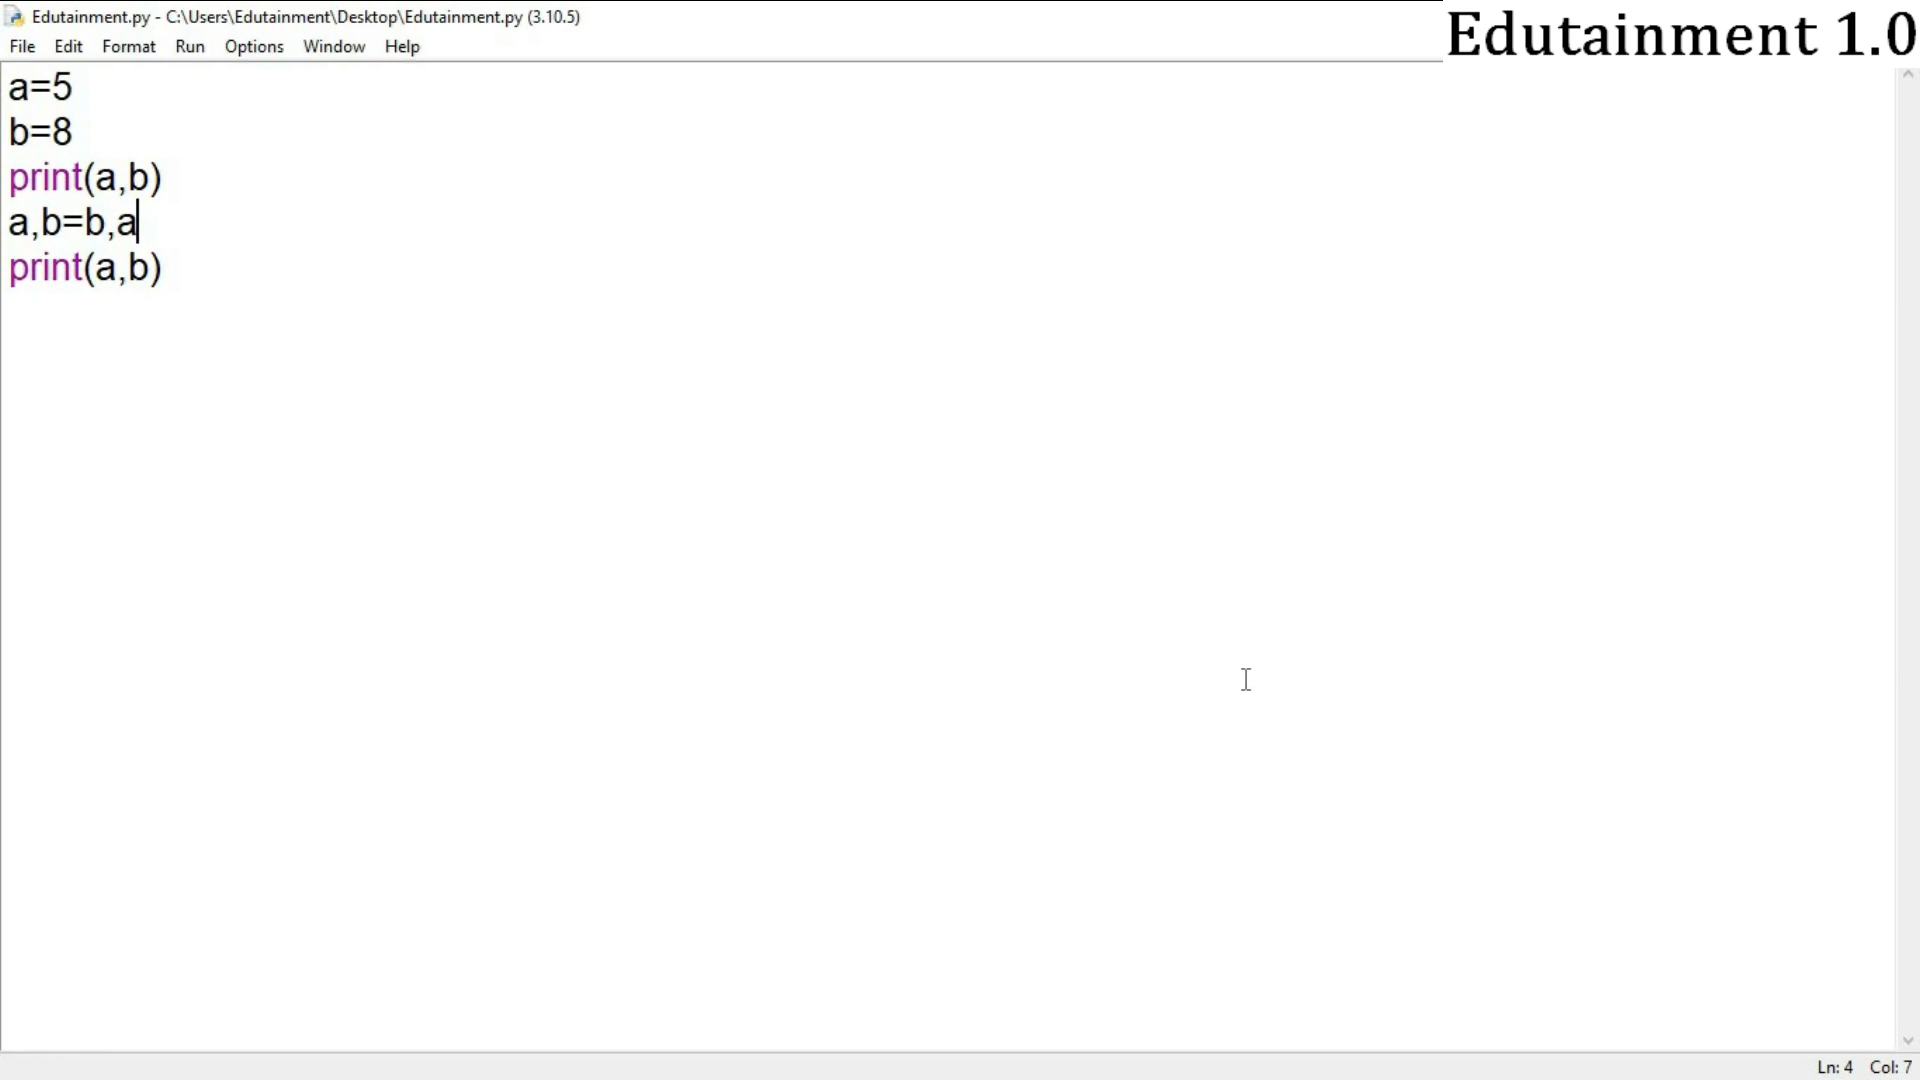 Edutainment.py - C:\Users\Edutainment\Desktop\Edutainment.py (3.10.5)
Edutainment 1.0
File Edit Format Run Options Window Help
a=5
b=8
print(a,b)
a,b=b,a
print(a,b)
Ln: 4 Col: 7